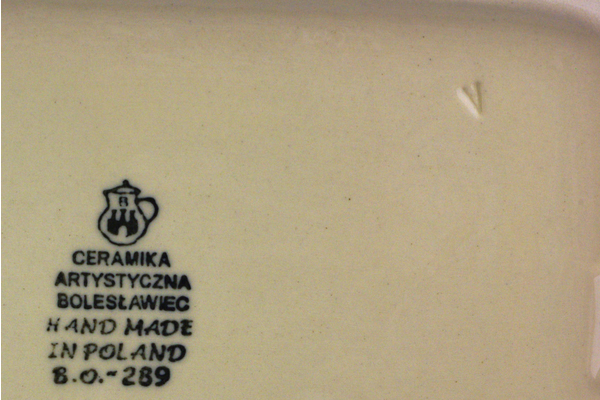 V
B
CERAMIKA
ARTYSTYCZNA
BOLESŁAWIEC
HAND MADE
IN POLAND
B.O.-289